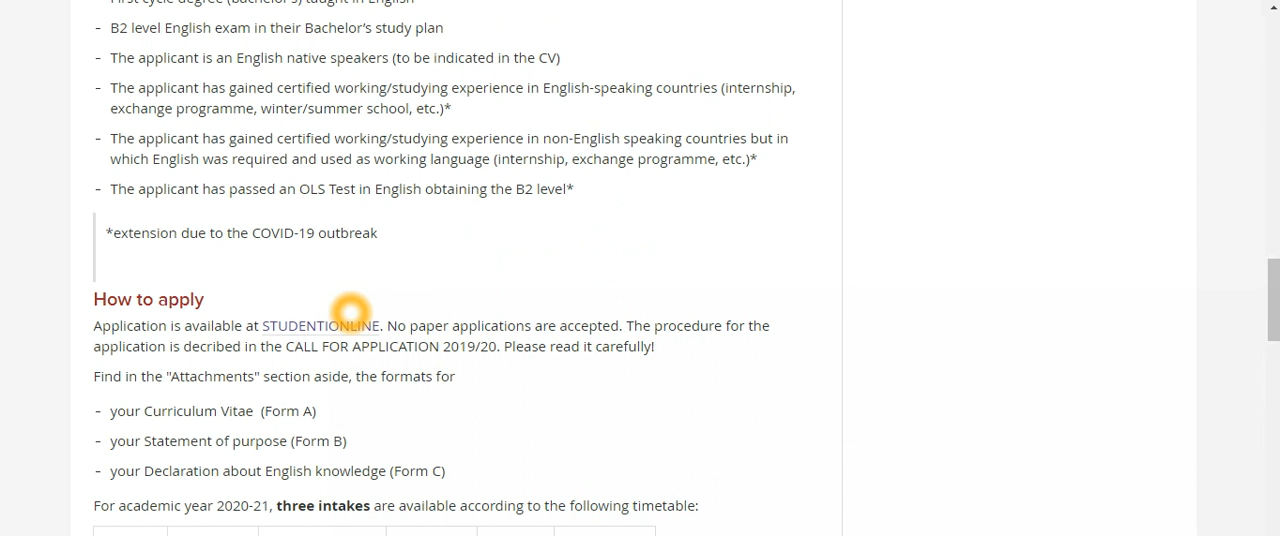 - B2 level English exam in their Bachelor's study plan
- The applicant is an English native speakers (to be indicated in the CV)
- The applicant has gained certified working/studying experience in English-speaking countries (internship,
exchange programme, winter/summer school, etc.)*
- The applicant has gained certified working/studying experience in non-English speaking countries but in
which English was required and used as working language (internship, exchange programme, etc.)*
- The applicant has passed an OLS Test in English obtaining the B2 level*
*extension due to the COVID-19 outbreak
How to apply
Application is available at STUDENTIONLINE. No paper applications are accepted. The procedure for the
application is decribed in the CALL FOR APPLICATION 2019/20. Please read it carefully!
Find in the "Attachments" section aside, the formats for
- your Curriculum Vitae (Form A)
- your Statement of purpose (Form B)
- your Declaration about English knowledge (Form C)
For academic year 2020-21, three intakes are available according to the following timetable: